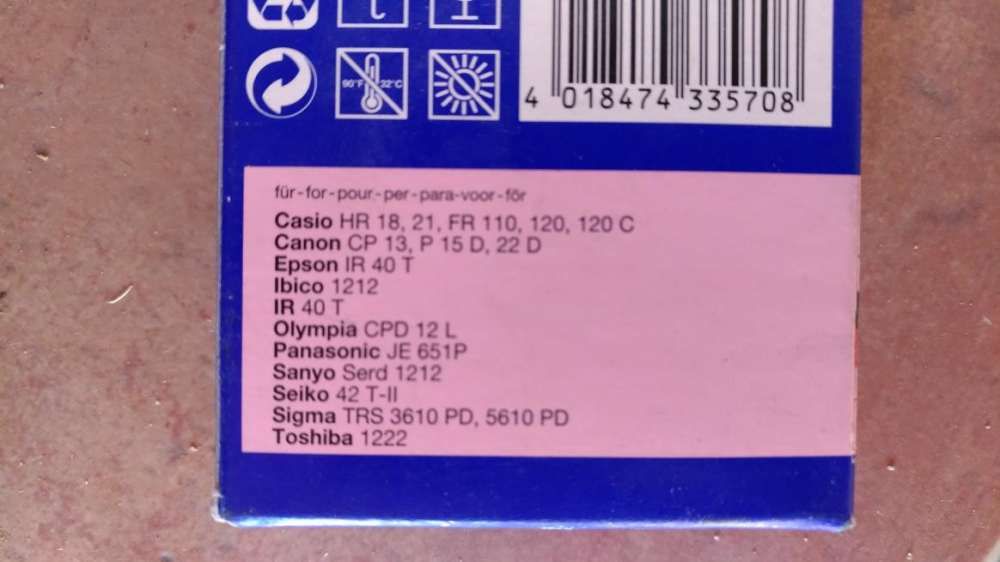 90°F 32°C
4 018474 335708
für-for-pour-per-para-voor-för
Casio HR 18, 21, FR 110, 120, 120 C
Canon CP 13, P 15 D, 22 D
Epson IR 40 T
Ibico 1212
IR 40 T
Olympia CPD 12 L
Panasonic JE 651P
Sanyo Serd 1212
Seiko 42 T-II
Sigma TRS 3610 PD, 5610 PD
Toshiba 1222